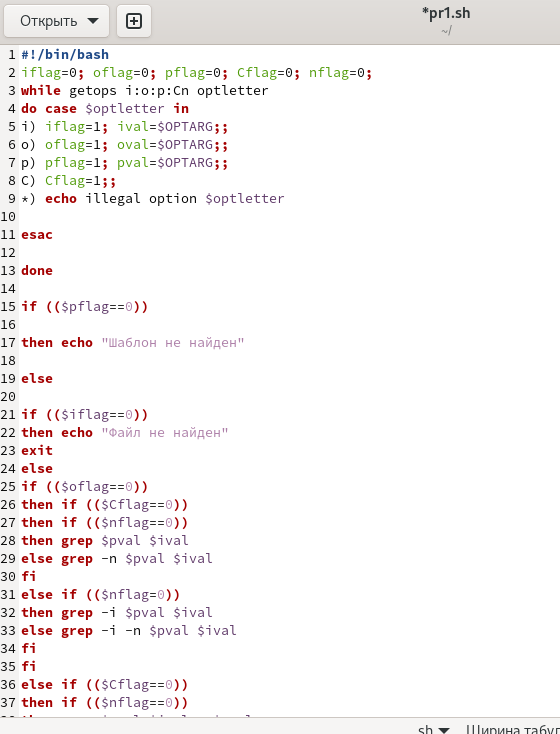 Открыть
*pr1.sh
~/
1 #!/bin/bash
2 iflag=0; oflag=0; pflag=0; Cflag=0; nflag=0;
3 while getops i:o:p:Cn optletter
4 do case $optletter in
5 i) iflag=1; ival=$OPTARG;;
6 o) oflag=1; oval=$OPTARG;;
7 p) pflag=1; pval=$OPTARG;;
8 C) Cflag=1;;
9 *) echo illegal option $optletter
10
11 esac
12
13 done
14
15 if (($pflag==0))
16
17 then echo "Шаблон не найден"
18
19 else
20
21 if (($iflag==0))
22 then echo "Файл не найден"
23 exit
24 else
25 if (($oflag==0))
26 then if (($Cflag==0))
27 then if (($nflag==0))
28 then grep $pval $ival
29 else grep -n $pval $ival
30 fi
31 else if (($nflag=0))
32 then grep -i $pval $ival
33 else grep -i -n $pval $ival
34 fi
35 fi
36 else if (($Cflag==0))
37 then if (($nflag==0))
sh Ширина табул